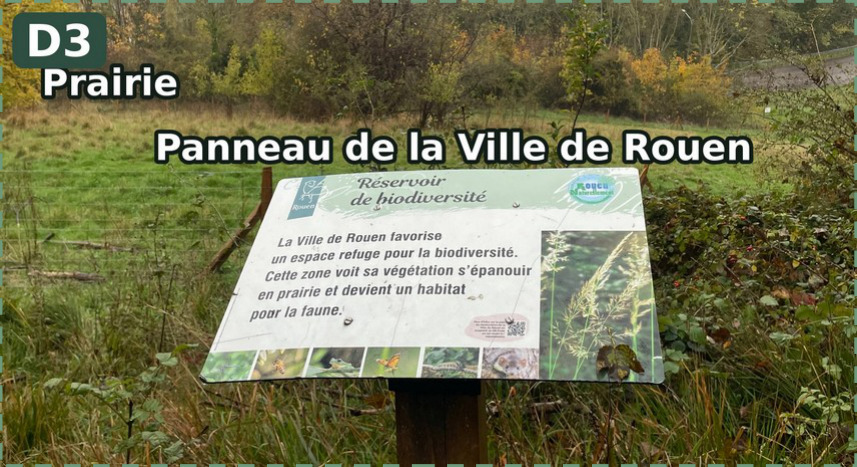 D3
Prairie
Panneau de la Ville de Rouen
Rouen
Réservoir
de biodiversité
La Ville de Rouen favorise
un espace refuge pour la biodiversité.
Cette zone voit sa végétation s'épanouir
en prairie et devient un habitat
pour la faune.